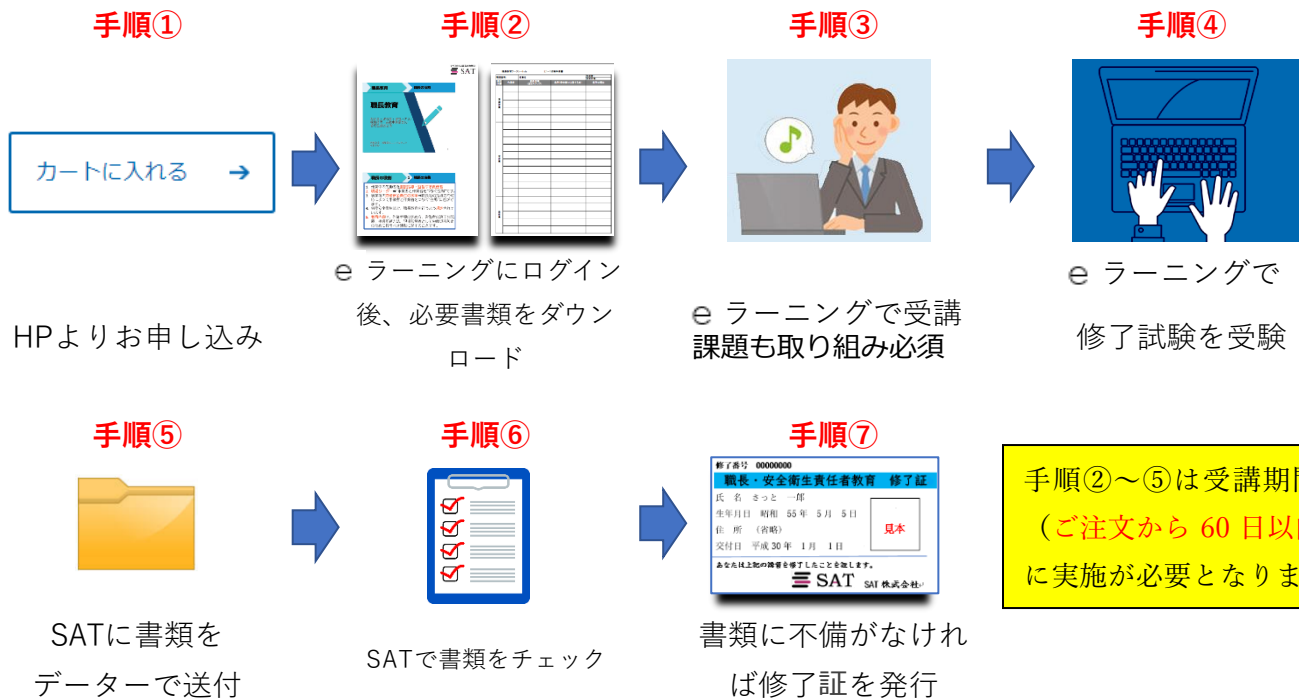 手順①
手順②
手順③
手順④
カートに入れる →
SAT
職長教育
職長教育
HPよりお申し込み
e ラーニングにログイン
後、必要書類をダウン
ロード
e ラーニングで受講
課題も取り組み必須
e ラーニングで
修了試験を受験
手順⑤
手順⑥
手順⑦
修了番号 00000000
職長・安全衛生責任者教育 修了証
氏 名 さっと 一郎
生年月日 昭和 55 年 5 月 5 日
住 所 (省略)
見本
交付日 平成 30 年 1 月 1 日
あなたは上記の講習を修了したことを証します。
SAT SAT 株式会社
手順②～⑤は受講期
(ご注文から 60 日以
に実施が必要となりま
SATに書類を
データーで送付
SATで書類をチェック
書類に不備がなけれ
ば修了証を発行